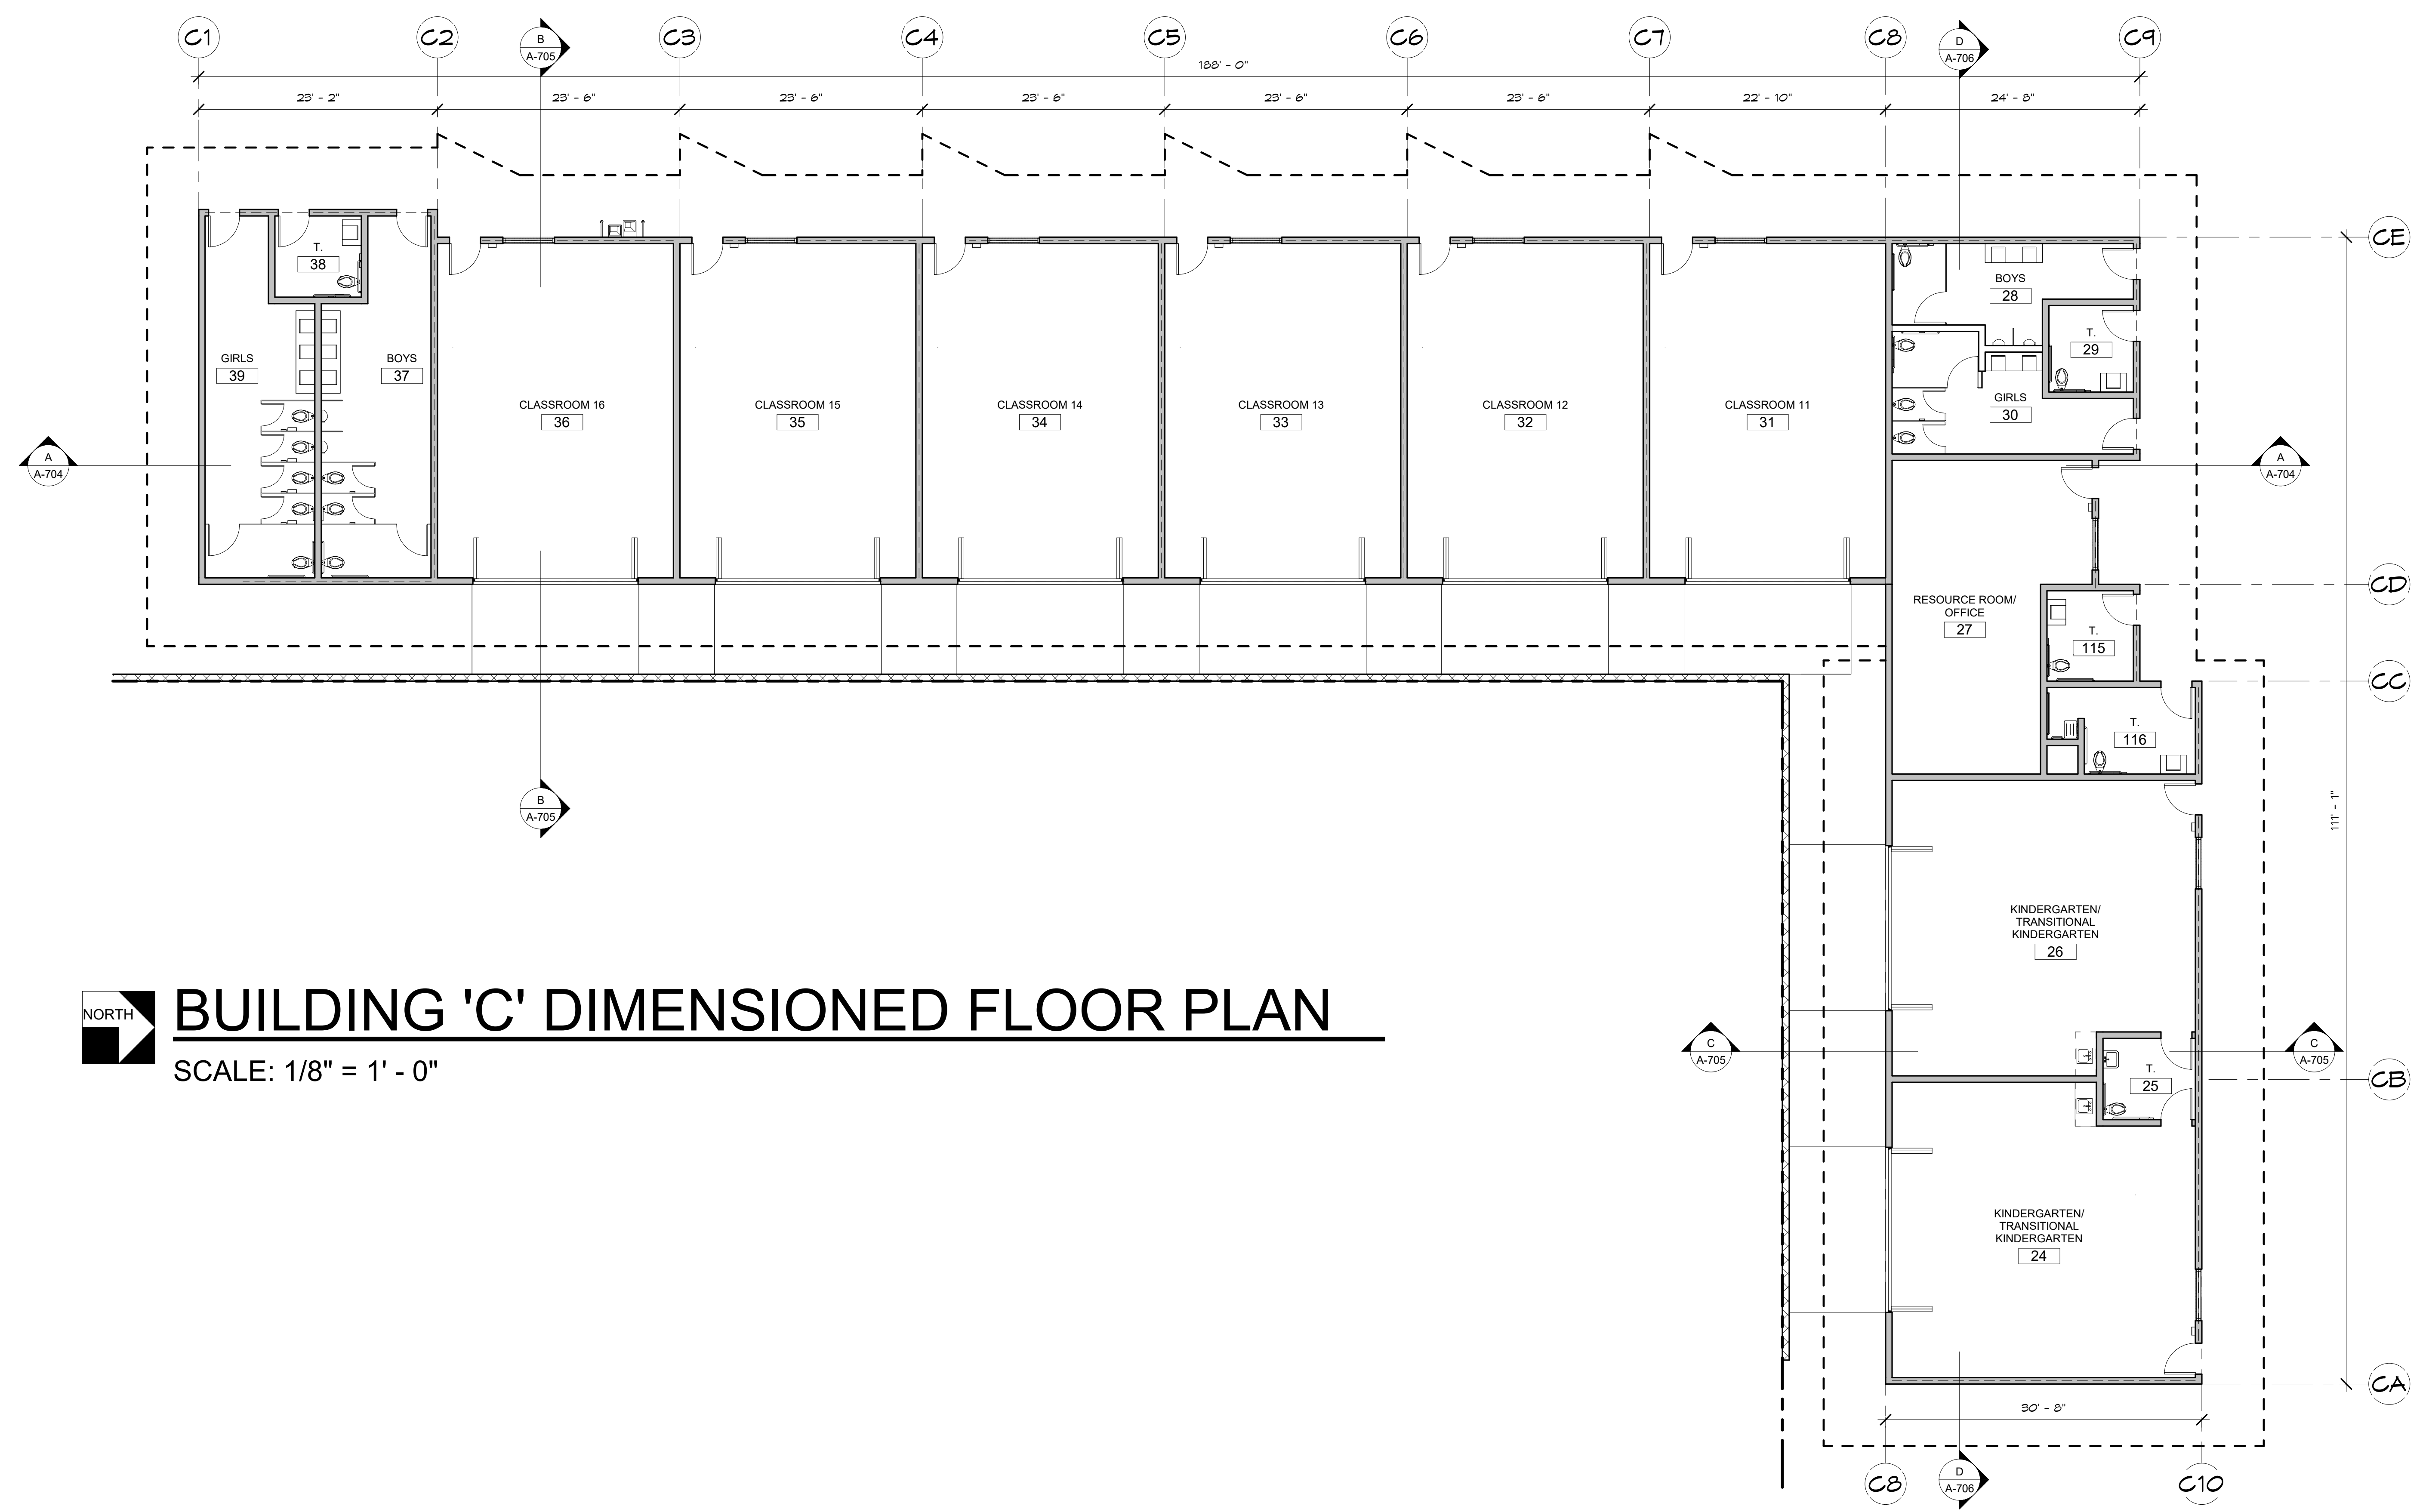 C1 C2 C3 C4 C5 C6 C7 C8 C9
B
A-705
D
A-706
188' - 0"
23' - 2" 23' - 6" 23' - 6" 23' - 6" 23' - 6" 23' - 6" 22' - 10" 24' - 8"
CE
T.
38
BOYS
28
T.
29
GIRLS
39
BOYS
37
CLASSROOM 16
36
CLASSROOM 15
35
CLASSROOM 14
34
CLASSROOM 13
33
CLASSROOM 12
32
CLASSROOM 11
31
GIRLS
30
A
A-704
A
A-704
CD
RESOURCE ROOM/
OFFICE
27
T.
115
CC
T.
116
B
A-705
111' - 1"
KINDERGARTEN/
TRANSITIONAL
KINDERGARTEN
26
NORTH
BUILDING 'C' DIMENSIONED FLOOR PLAN
SCALE: 1/8" = 1' - 0"
C
A-705
C
A-705
T.
25
CB
KINDERGARTEN/
TRANSITIONAL
KINDERGARTEN
24
CA
30' - 8"
C8
D
A-706
C10